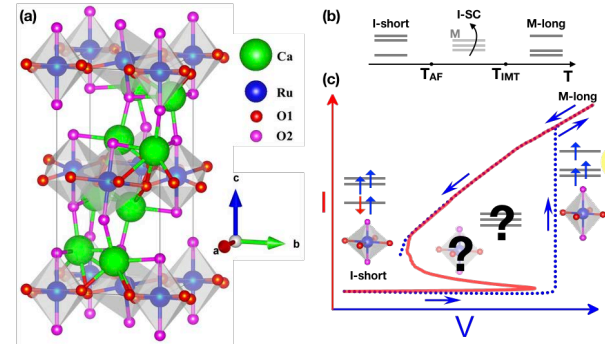 (a)
Ca
Ru
O1
O2
c
a
b
(b)
I-short
I-SC
M
M-long
T_AF
T_IMT
T
(c)
M-long
I
I-short
?
?
V